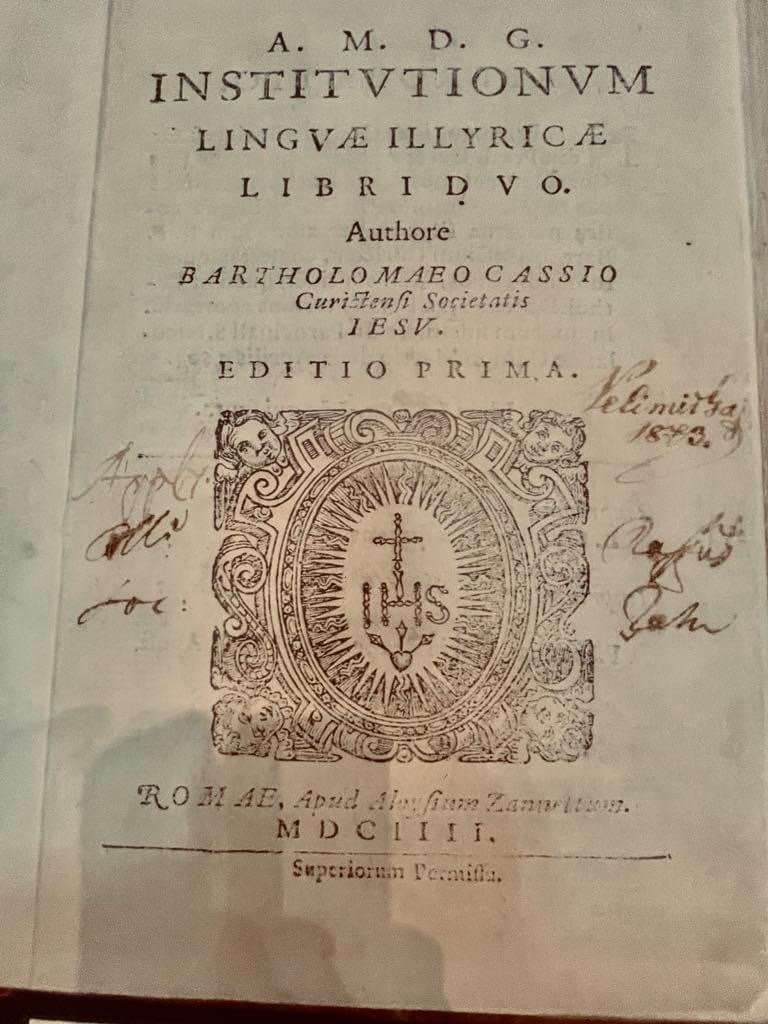 A. M. D. G.
INSTITVTIONVM
LINGVÆ ILLYRICÆ
LIBRI DVO.
Authore
BARTHOLOMAEO CASSIO
Curictensi Societatis
IESV.
EDITIO PRIMA.
1873.
IHS
ROMAE, Apud Aloysium Zannettum.
MDCIIII.
Superiorum Permissu.